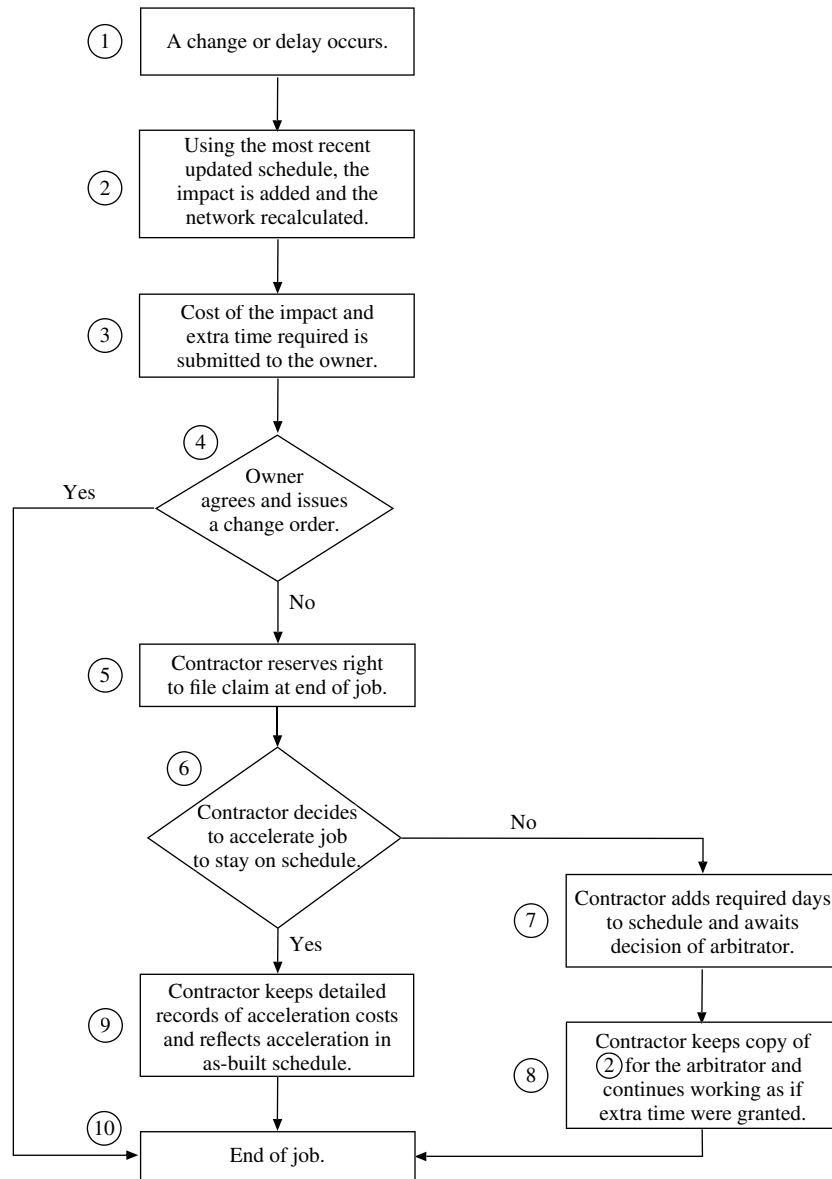 1
A change or delay occurs.
2
Using the most recent
updated schedule, the
impact is added and the
network recalculated.
3
Cost of the impact and
extra time required is
submitted to the owner.
4
Owner
agrees and issues
a change order.
Yes
No
5
Contractor reserves right
to file claim at end of job.
6
Contractor decides
to accelerate job
to stay on schedule.
No
Yes
7
Contractor adds required days
to schedule and awaits
decision of arbitrator.
9
Contractor keeps detailed
records of acceleration costs
and reflects acceleration in
as-built schedule.
8
Contractor keeps copy of
2 for the arbitrator and
continues working as if
extra time were granted.
10
End of job.